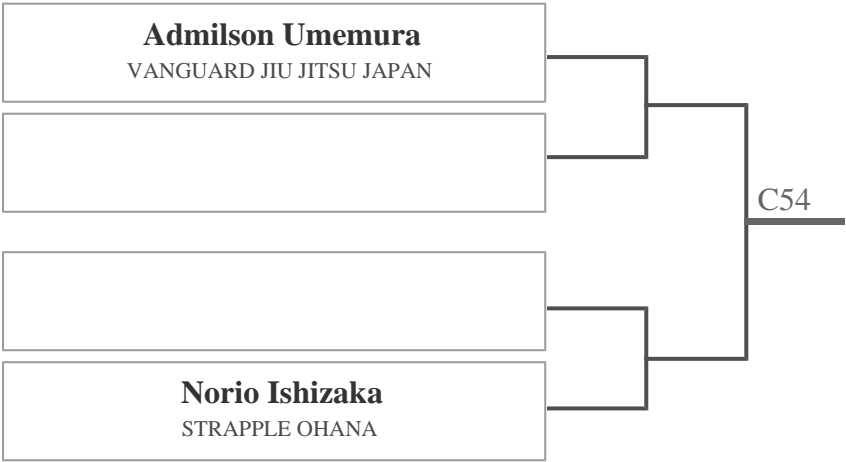 Admilson Umemura
VANGUARD JIU JITSU JAPAN
C54
Norio Ishizaka
STRAPPLE OHANA